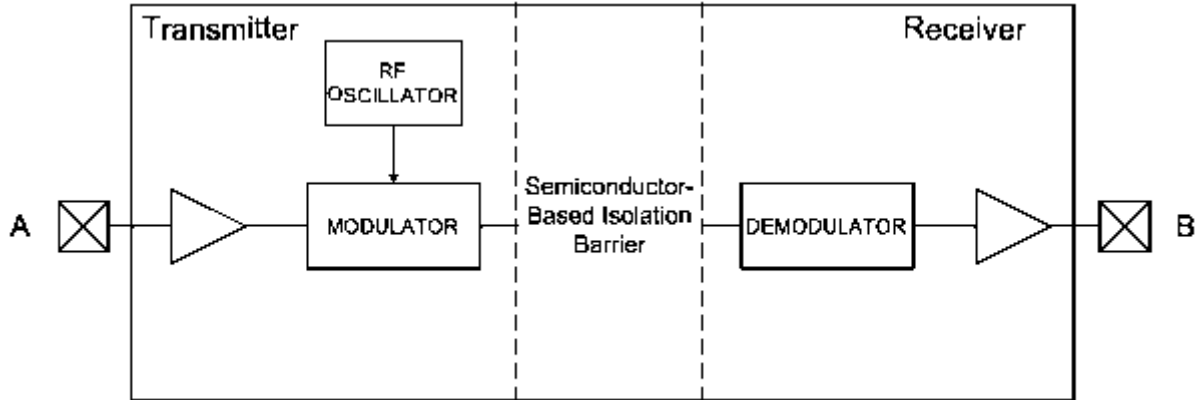 Transmitter
Receiver
RF
OSCILLATOR
A
MODULATOR
Semiconductor-
Based Isolation
Barrier
DEMODULATOR
B